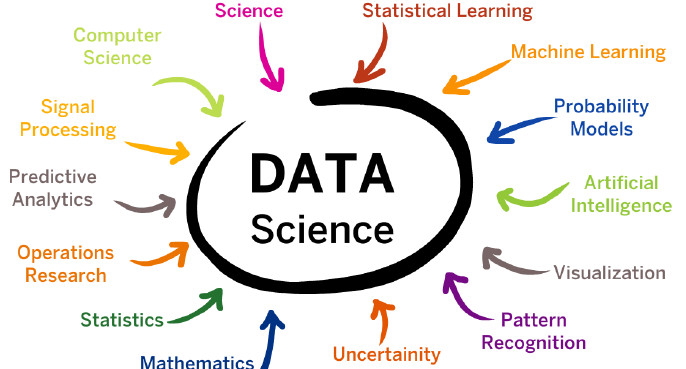 Science
Statistical Learning
Computer
Science
Machine Learning
Signal
Processing
Probability
Models
DATA
Science
Predictive
Analytics
Artificial
Intelligence
Operations
Research
Visualization
Statistics
Pattern
Recognition
Mathematics
Uncertainity